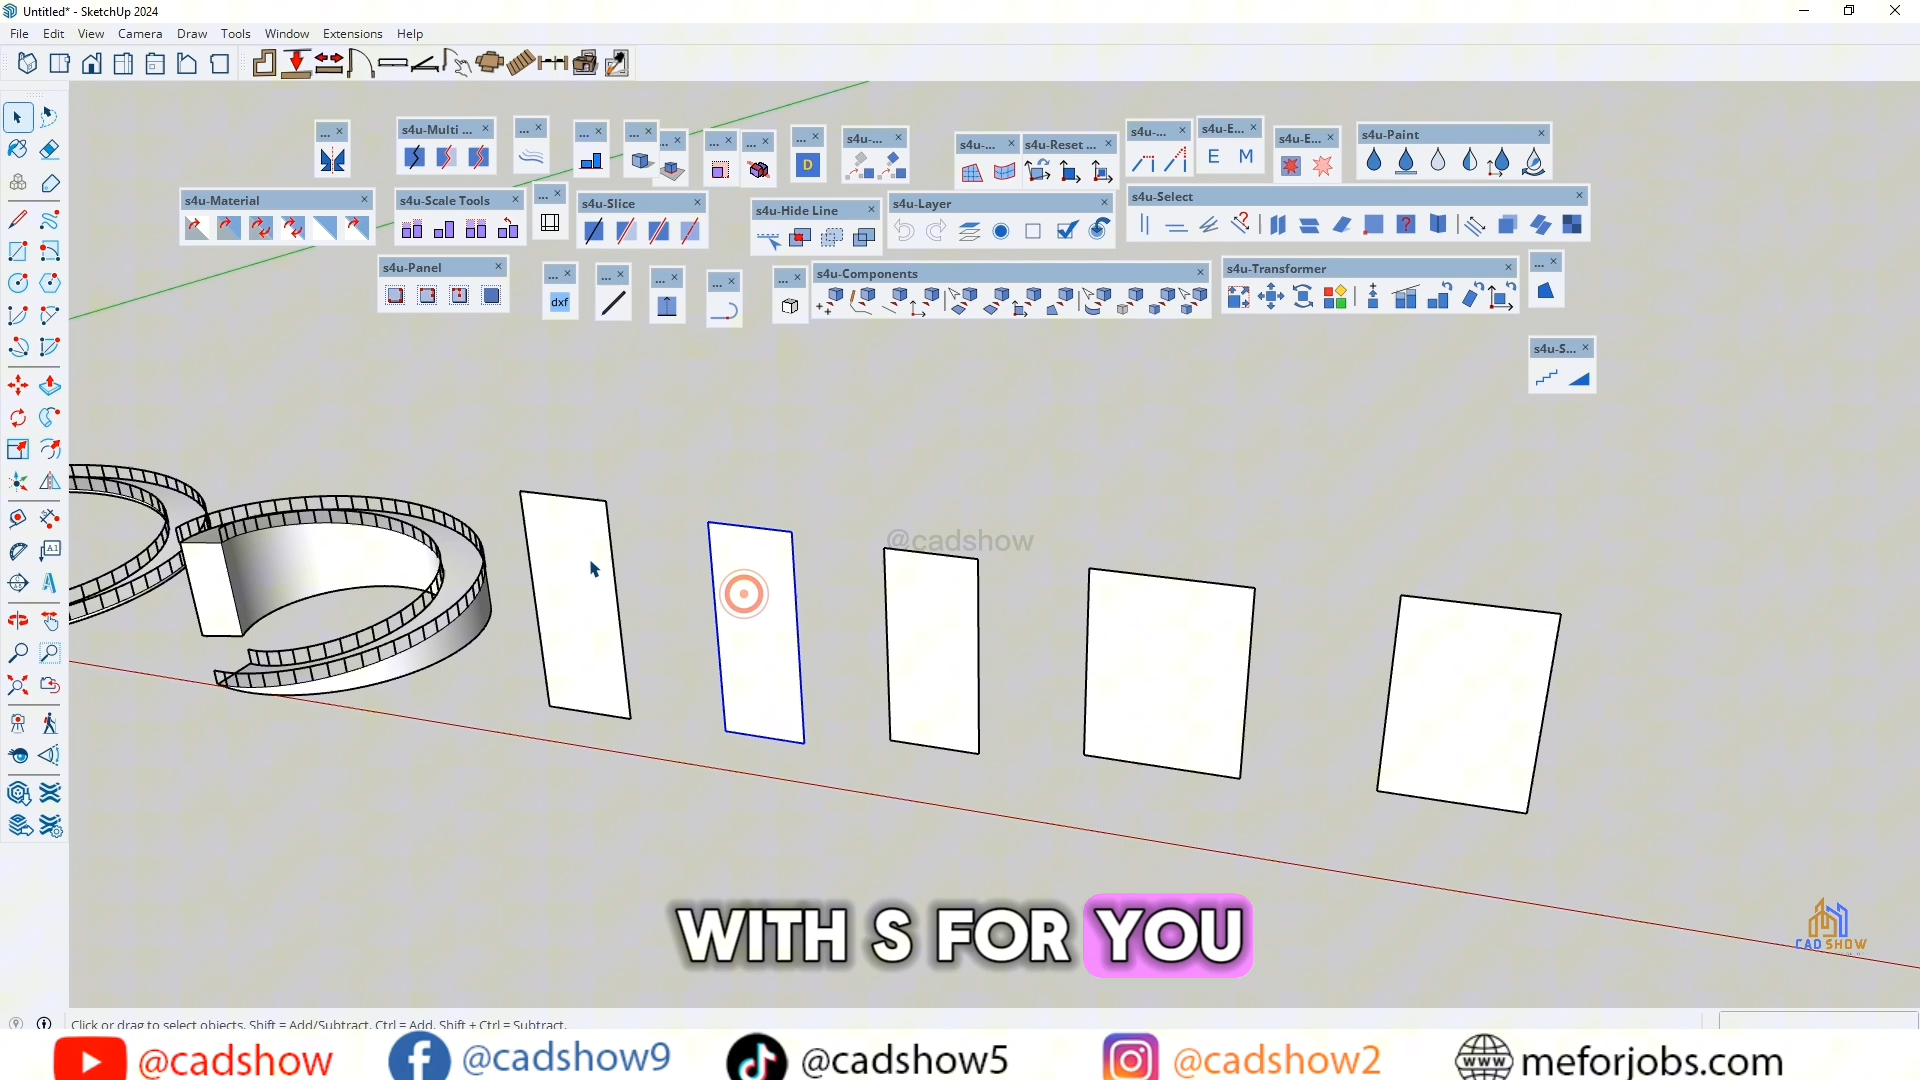 Untitled* - SketchUp 2024
File Edit View Camera Draw Tools Window Extensions Help
s4u-Multi ...
s4u-...
s4u-...
s4u-Reset ...
s4u-...
s4u-E...
s4u-E...
s4u-Paint
D
E M
s4u-Material
s4u-Scale Tools
...
s4u-Slice
s4u-Hide Line
s4u-Layer
s4u-Select
s4u-Panel
...
...
...
...
...
s4u-Components
s4u-Transformer
...
dxf
s4u-S...
A1
@cadshow
WITH S FOR YOU
CAD SHOW
Click or drag to select objects. Shift = Add/Subtract. Ctrl = Add. Shift + Ctrl = Subtract.
@cadshow @cadshow9 @cadshow5 @cadshow2 www meforjobs.com